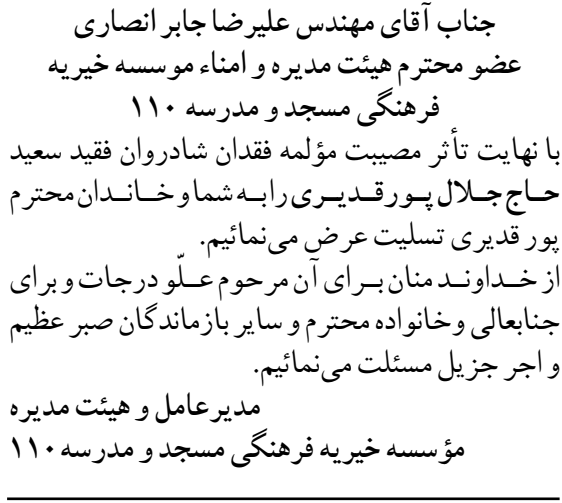 جناب آقای مهندس علیرضا جابر انصاری
عضو محترم هیئت مدیره و امناء موسسه خیریه
فرهنگی مسجد و مدرسه ۱۱۰
با نهایت تأثر مصیبت مؤلمه فقدان شادروان فقید سعید
حاج جلال پورقدیری را به شما و خاندان محترم
پور قدیری تسلیت عرض می‌نمائیم.
از خداوند منان برای آن مرحوم علّو درجات و برای
جنابعالی وخانواده محترم و سایر بازماندگان صبر عظیم
و اجر جزیل مسئلت می‌نمائیم.
مدیرعامل و هیئت مدیره
مؤسسه خیریه فرهنگی مسجد و مدرسه ۱۱۰